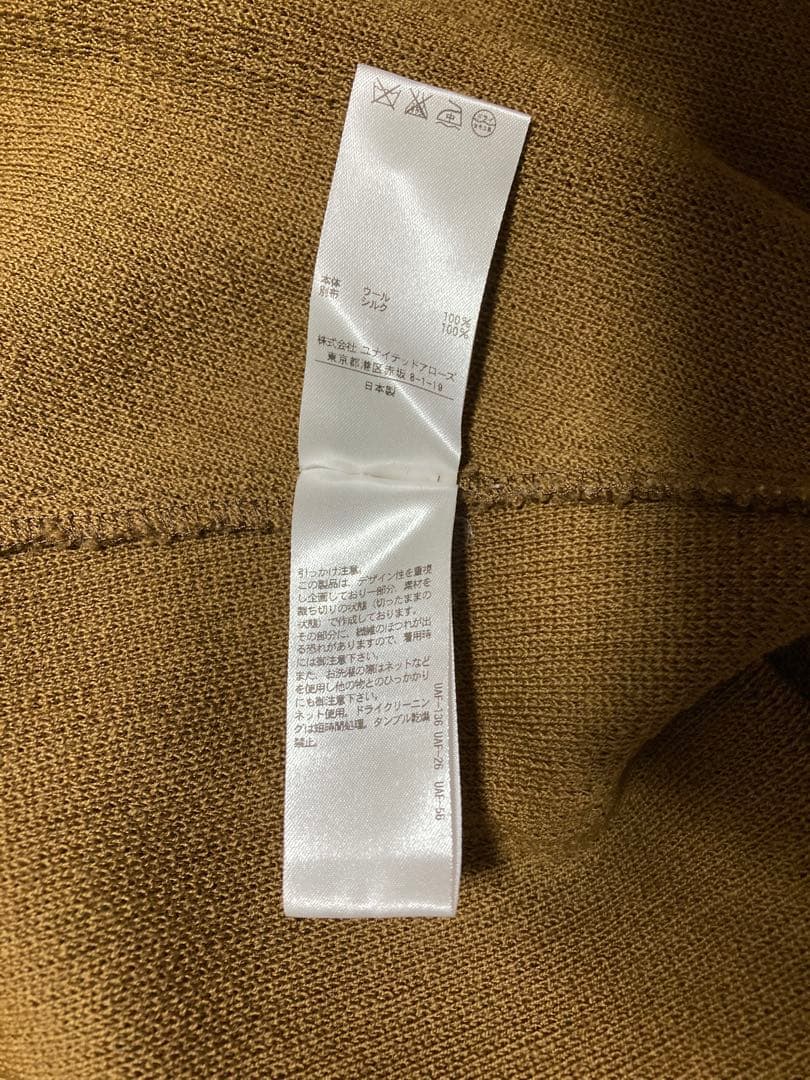 中
本体 ウール 100%
別布 シルク 100%
株式会社 ユナイテッドアローズ
東京都港区赤坂 8-1-19
日本製
引っかけ注意
この製品は、デザイン性を重視
し企画しており一部分、素材を
裁ち切りの状態(切ったままの
状態)で作成しております。
その部分に、繊維のほつれが出
る恐れがありますので、着用時
には御注意下さい。
また、お洗濯の際はネットなど
を使用し他の物とのひっかかり
にも御注意下さい。
ネット使用。ドライクリーニン
グは短時間処理。タンブル乾燥
禁止。
UAF-136 UAF-26 UAF-56